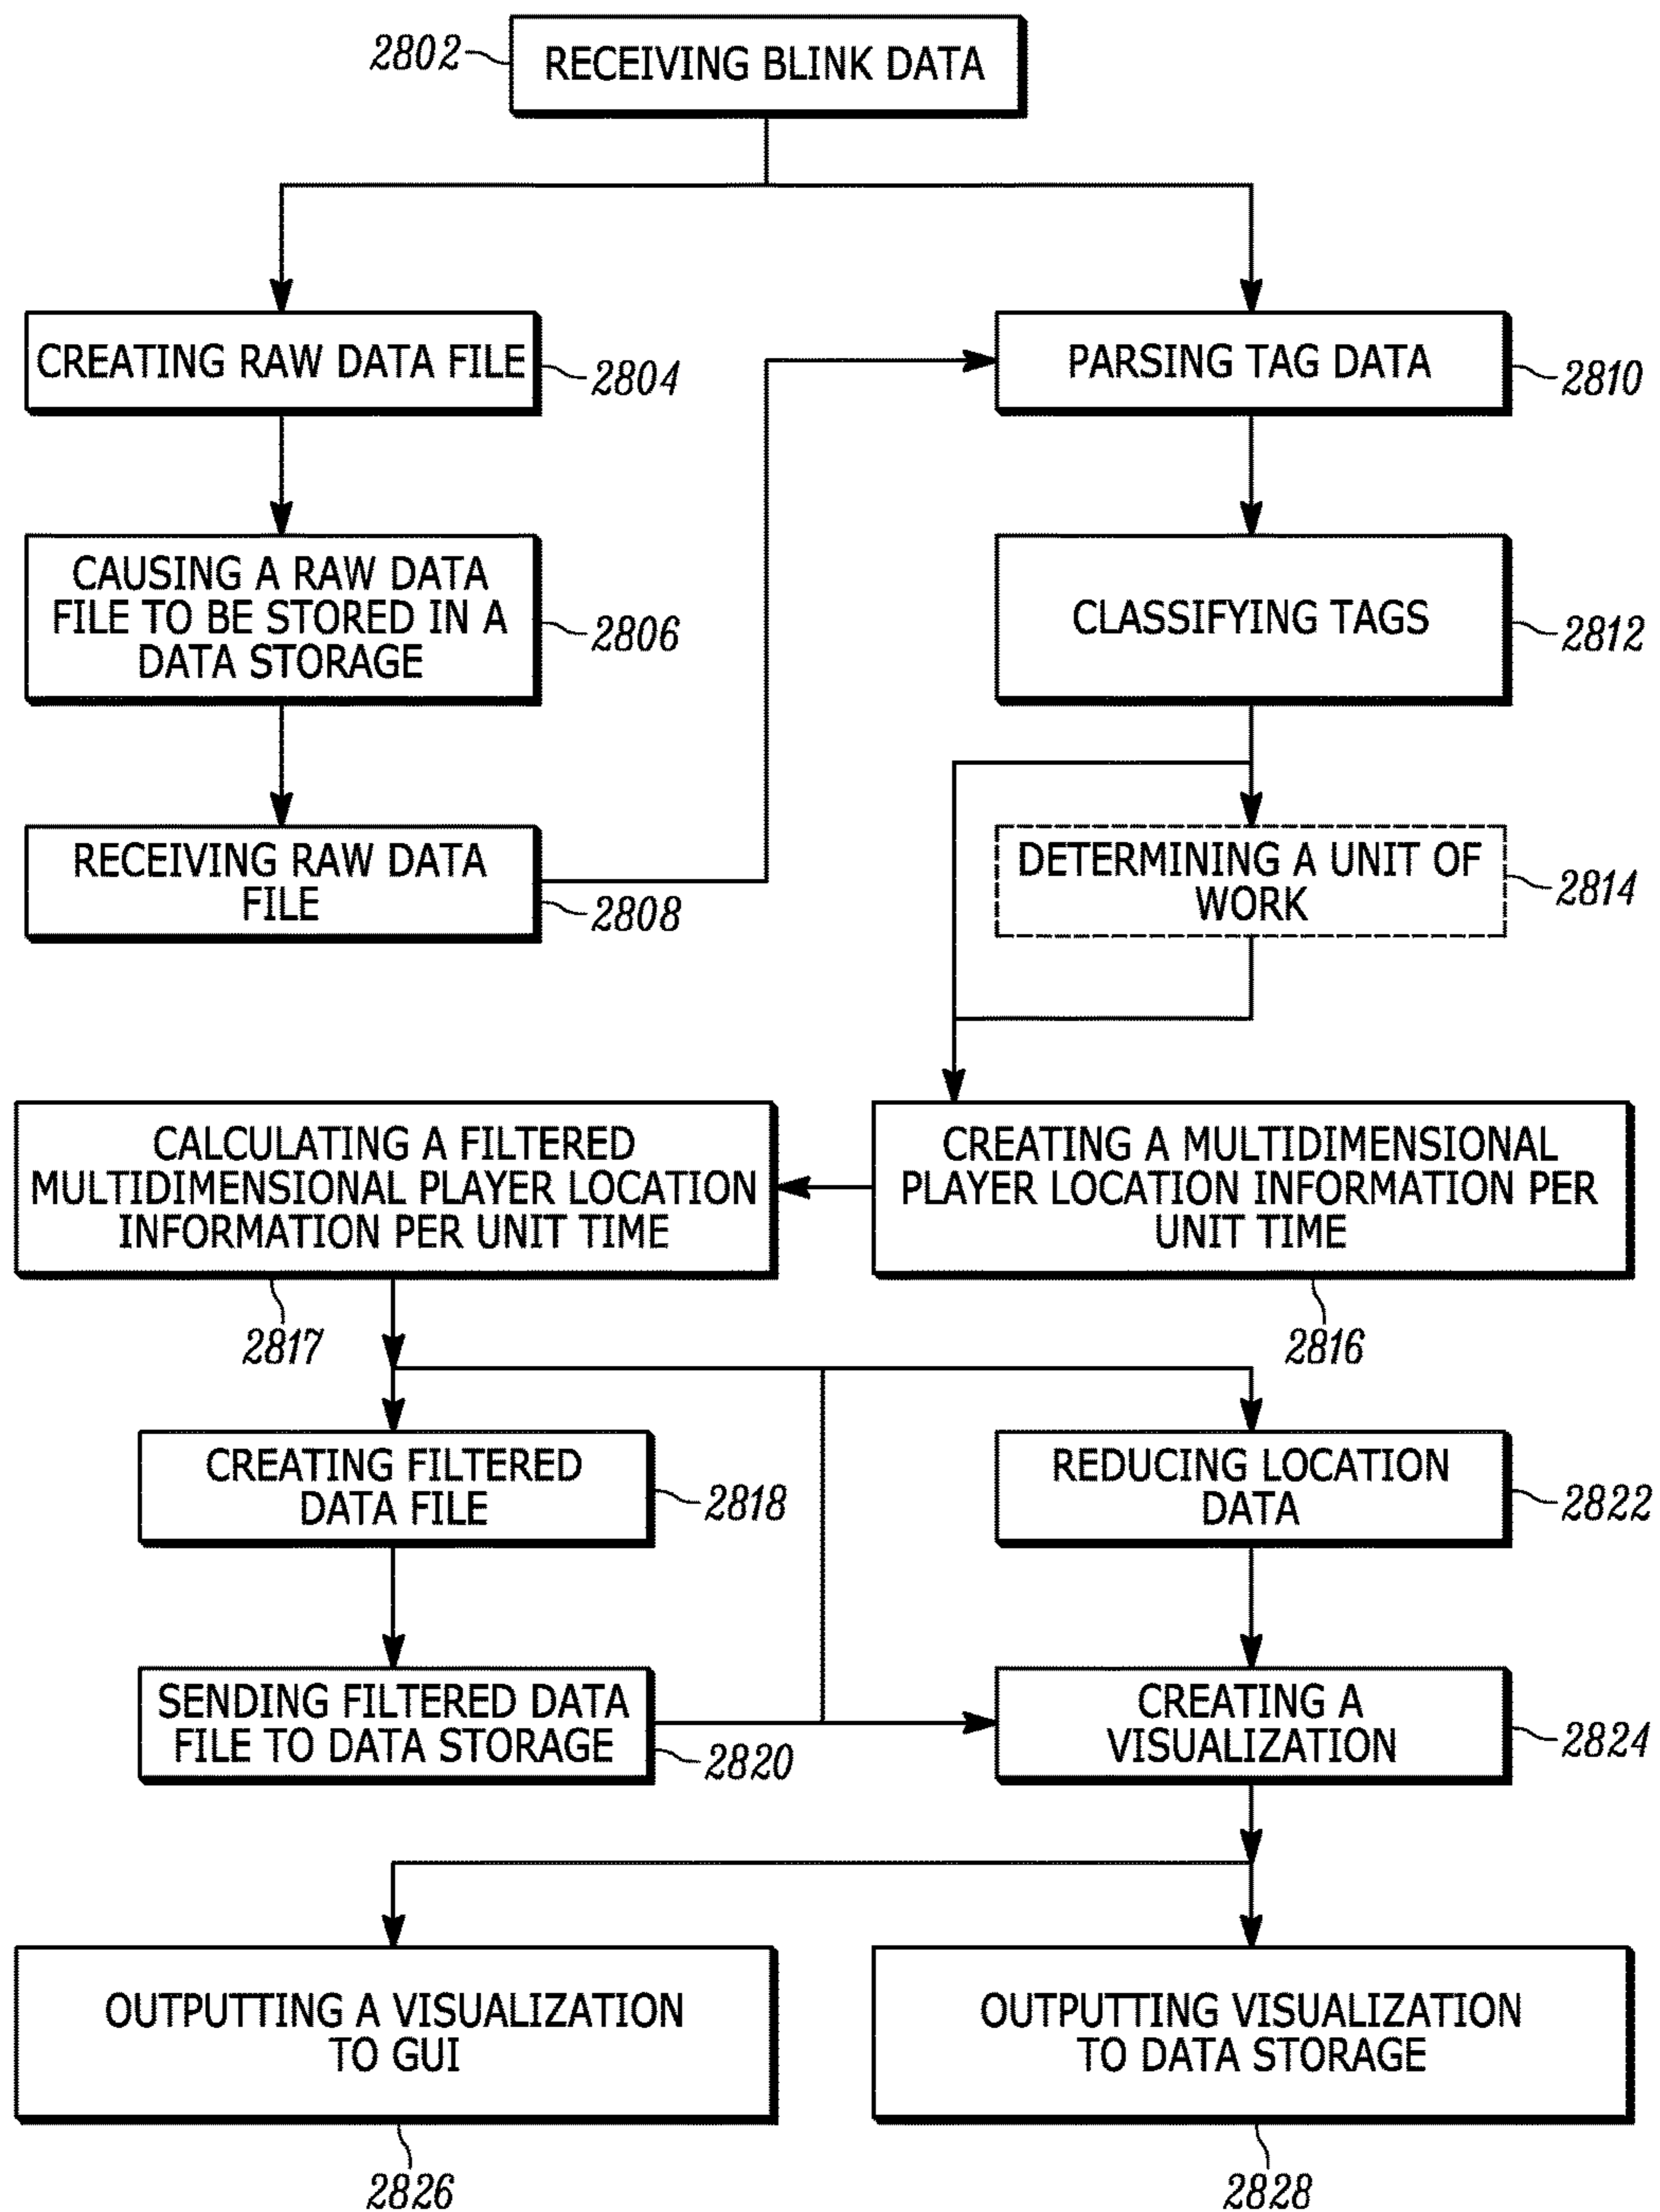 2802
RECEIVING BLINK DATA
CREATING RAW DATA FILE
2804
PARSING TAG DATA
2810
CAUSING A RAW DATA
FILE TO BE STORED IN A
DATA STORAGE
2806
CLASSIFYING TAGS
2812
RECEIVING RAW DATA
FILE
2808
DETERMINING A UNIT OF
WORK
2814
CALCULATING A FILTERED
MULTIDIMENSIONAL PLAYER LOCATION
INFORMATION PER UNIT TIME
2817
CREATING A MULTIDIMENSIONAL
PLAYER LOCATION INFORMATION PER
UNIT TIME
2816
CREATING FILTERED
DATA FILE
2818
REDUCING LOCATION
DATA
2822
SENDING FILTERED DATA
FILE TO DATA STORAGE
2820
CREATING A
VISUALIZATION
2824
OUTPUTTING A VISUALIZATION
TO GUI
2826
OUTPUTTING VISUALIZATION
TO DATA STORAGE
2828